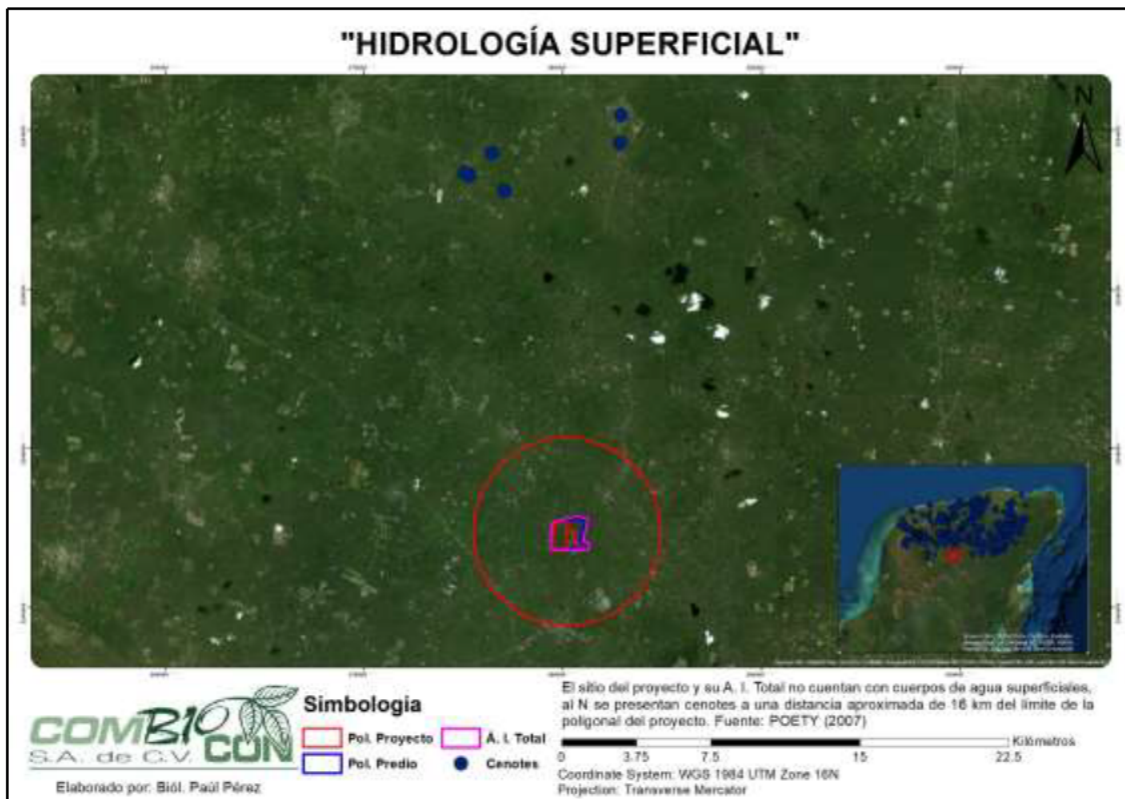 "HIDROLOGÍA SUPERFICIAL"
N
COMBIOCON
S.A. de C.V.
Elaborado por: Biól. Paúl Pérez
Simbologia
Pol. Proyecto
A. I. Total
Pol. Predio
Cenotes
El sitio del proyecto y su A. I. Total no cuentan con cuerpos de agua superficiales,
al N se presentan cenotes a una distancia aproximada de 16 km del límite de la
poligonal del proyecto. Fuente: POETY (2007)
Kilómetros
0 3.75 7.5 15 22.5
Coordinate System: WGS 1984 UTM Zone 16N
Projection: Transverse Mercator